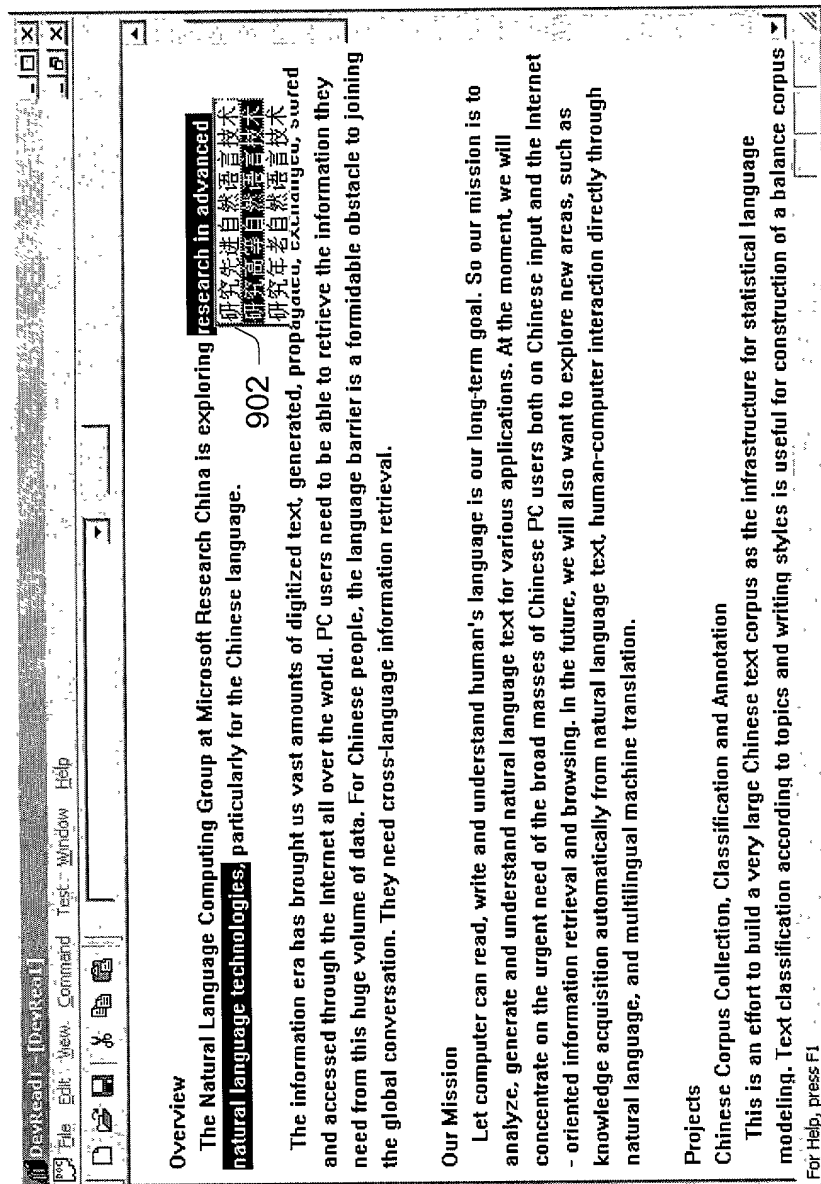 DevRead1 - [DevRea1]
File Edit View Command Test Window Help
Overview
The Natural Language Computing Group at Microsoft Research China is exploring research in advanced
natural language technologies, particularly for the Chinese language.
研究先进自然语言技术
研究高等自然语言技术
研究年老自然语言技术
902
The information era has brought us vast amounts of digitized text, generated, propagated, exchanged, stored
and accessed through the Internet all over the world. PC users need to be able to retrieve the information they
need from this huge volume of data. For Chinese people, the language barrier is a formidable obstacle to joining
the global conversation. They need cross-language information retrieval.
Our Mission
Let computer can read, write and understand human's language is our long-term goal. So our mission is to
analyze, generate and understand natural language text for various applications. At the moment, we will
concentrate on the urgent need of the broad masses of Chinese PC users both on Chinese input and the Internet
- oriented information retrieval and browsing. In the future, we will also want to explore new areas, such as
knowledge acquisition automatically from natural language text, human-computer interaction directly through
natural language, and multilingual machine translation.
Projects
Chinese Corpus Collection, Classification and Annotation
This is an effort to build a very large Chinese text corpus as the infrastructure for statistical language
modeling. Text classification according to topics and writing styles is useful for construction of a balance corpus
For Help, press F1